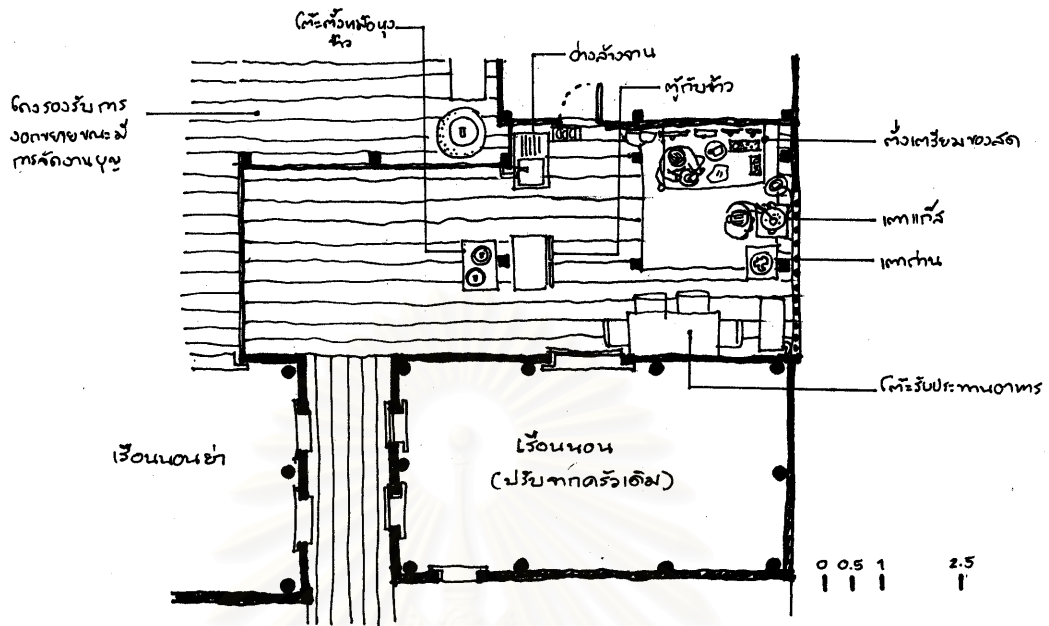 โต๊ะตั้งหม้อหุง
ข้าว
อ่างล้างจาน
ตู้กับข้าว
โถงรองรับการ
งอกขยายขณะมี
การจัดงานบุญ
ตั่งเตรียมของสด
เตาแก๊ส
เตาถ่าน
โต๊ะรับประทานอาหาร
เรือนนอนย่า
เรือนนอน
(ปรับจากครัวเดิม)
0 0.5 1 2.5